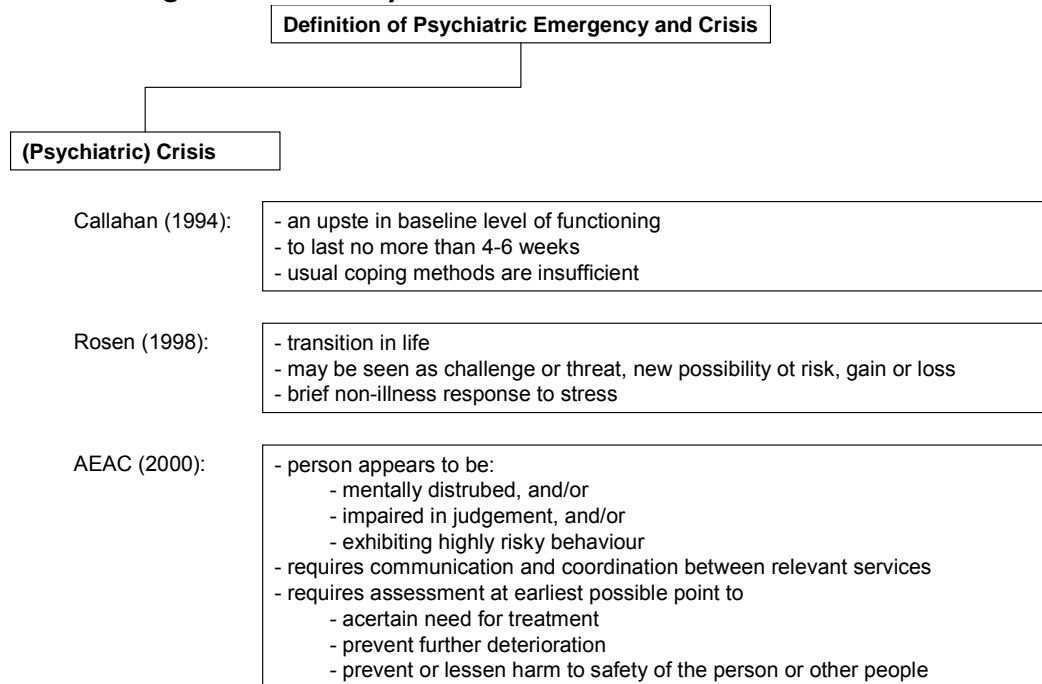 Definition of Psychiatric Emergency and Crisis
(Psychiatric) Crisis
Callahan (1994):
- an upste in baseline level of functioning
- to last no more than 4-6 weeks
- usual coping methods are insufficient
Rosen (1998):
- transition in life
- may be seen as challenge or threat, new possibility ot risk, gain or loss
- brief non-illness response to stress
AEAC (2000):
- person appears to be:
- mentally distrubed, and/or
- impaired in judgement, and/or
- exhibiting highly risky behaviour
- requires communication and coordination between relevant services
- requires assessment at earliest possible point to
- acertain need for treatment
- prevent further deterioration
- prevent or lessen harm to safety of the person or other people